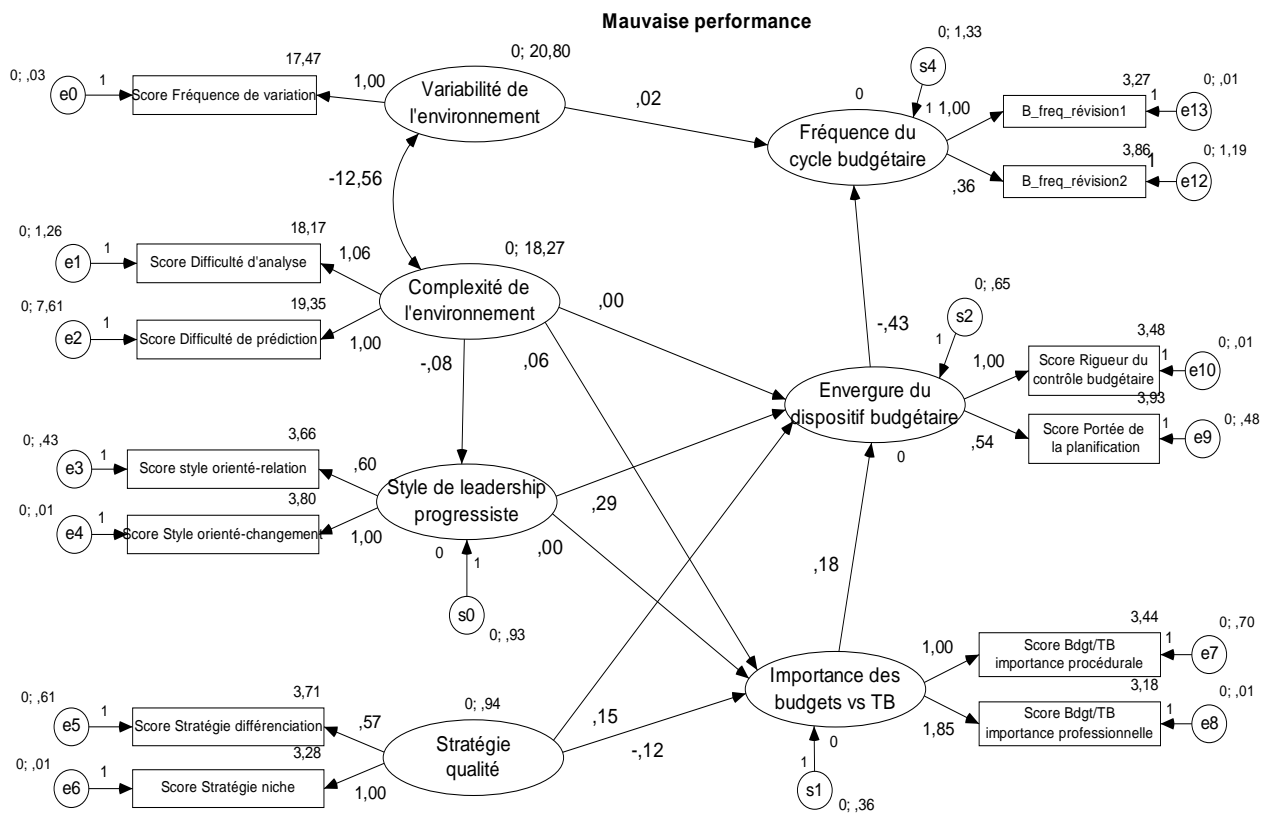 Mauvaise performance
0; ,03
e0
1
Score Fréquence de variation
17,47
1,00
0; 20,80
Variabilité de
l'environnement
,02
0; 1,33
s4
1
0
Fréquence du
cycle budgétaire
1,00
,36
3,27
B_freq_révision1
1
0; ,01
e13
3,86
B_freq_révision2
1
0; 1,19
e12
-12,56
0; 1,26
e1
1
Score Difficulté d'analyse
18,17
1,06
0; 7,61
e2
1
Score Difficulté de prédiction
19,35
1,00
0; 18,27
Complexité de
l'environnement
,00
-,08
,06
-,43
0; ,65
s2
1
Envergure du
dispositif budgétaire
0
1,00
,54
3,48
Score Rigueur du
contrôle budgétaire
1
0; ,01
e10
3,93
Score Portée de
la planification
1
0; ,48
e9
0; ,43
e3
1
Score style orienté-relation
3,66
,60
0; ,01
e4
1
Score Style orienté-changement
3,80
1,00
Style de leadership
progressiste
0
1
s0
0; ,93
,29
,00
,18
0; ,61
e5
1
Score Stratégie différenciation
3,71
,57
0; ,01
e6
1
Score Stratégie niche
3,28
1,00
0; ,94
Stratégie
qualité
,15
-,12
Importance des
budgets vs TB
0
1
s1
0; ,36
1,00
1,85
3,44
Score Bdgt/TB
importance procédurale
1
0; ,70
e7
3,18
Score Bdgt/TB
importance professionnelle
1
0; ,01
e8